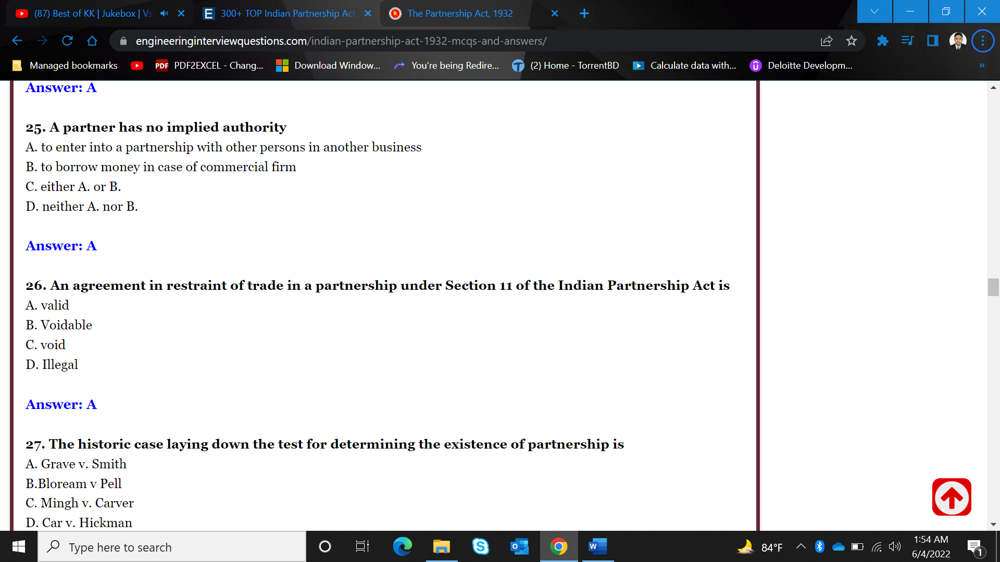 (87) Best of KK | Jukebox | Vs
300+ TOP Indian Partnership Act
The Partnership Act, 1932
engineeringinterviewquestions.com/indian-partnership-act-1932-mcqs-and-answers/
Managed bookmarks
PDF PDF2EXCEL - Chang...
Download Window...
You're being Redire...
(2) Home - TorrentBD
Calculate data with...
Deloitte Developm...
Answer: A
25. A partner has no implied authority
A. to enter into a partnership with other persons in another business
B. to borrow money in case of commercial firm
C. either A. or B.
D. neither A. nor B.
Answer: A
26. An agreement in restraint of trade in a partnership under Section 11 of the Indian Partnership Act is
A. valid
B. Voidable
C. void
D. Illegal
Answer: A
27. The historic case laying down the test for determining the existence of partnership is
A. Grave v. Smith
B.Bloream v Pell
C. Mingh v. Carver
D. Car v. Hickman
Type here to search
84°F
1:54 AM
6/4/2022
1